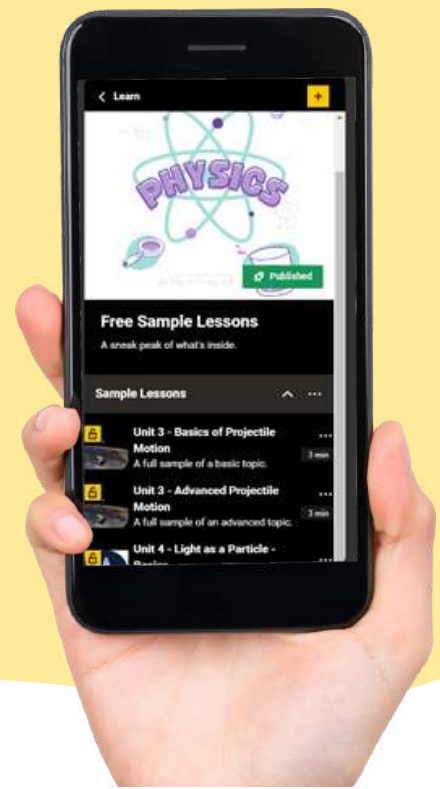 Learn
+
PHYSICS
Published
Free Sample Lessons
A sneak peak of what's inside.
Sample Lessons
Unit 3 - Basics of Projectile
Motion
3 min
A full sample of a basic topic.
Unit 3 - Advanced Projectile
Motion
3 min
A full sample of an advanced topic.
Unit 4 - Light as a Particle -